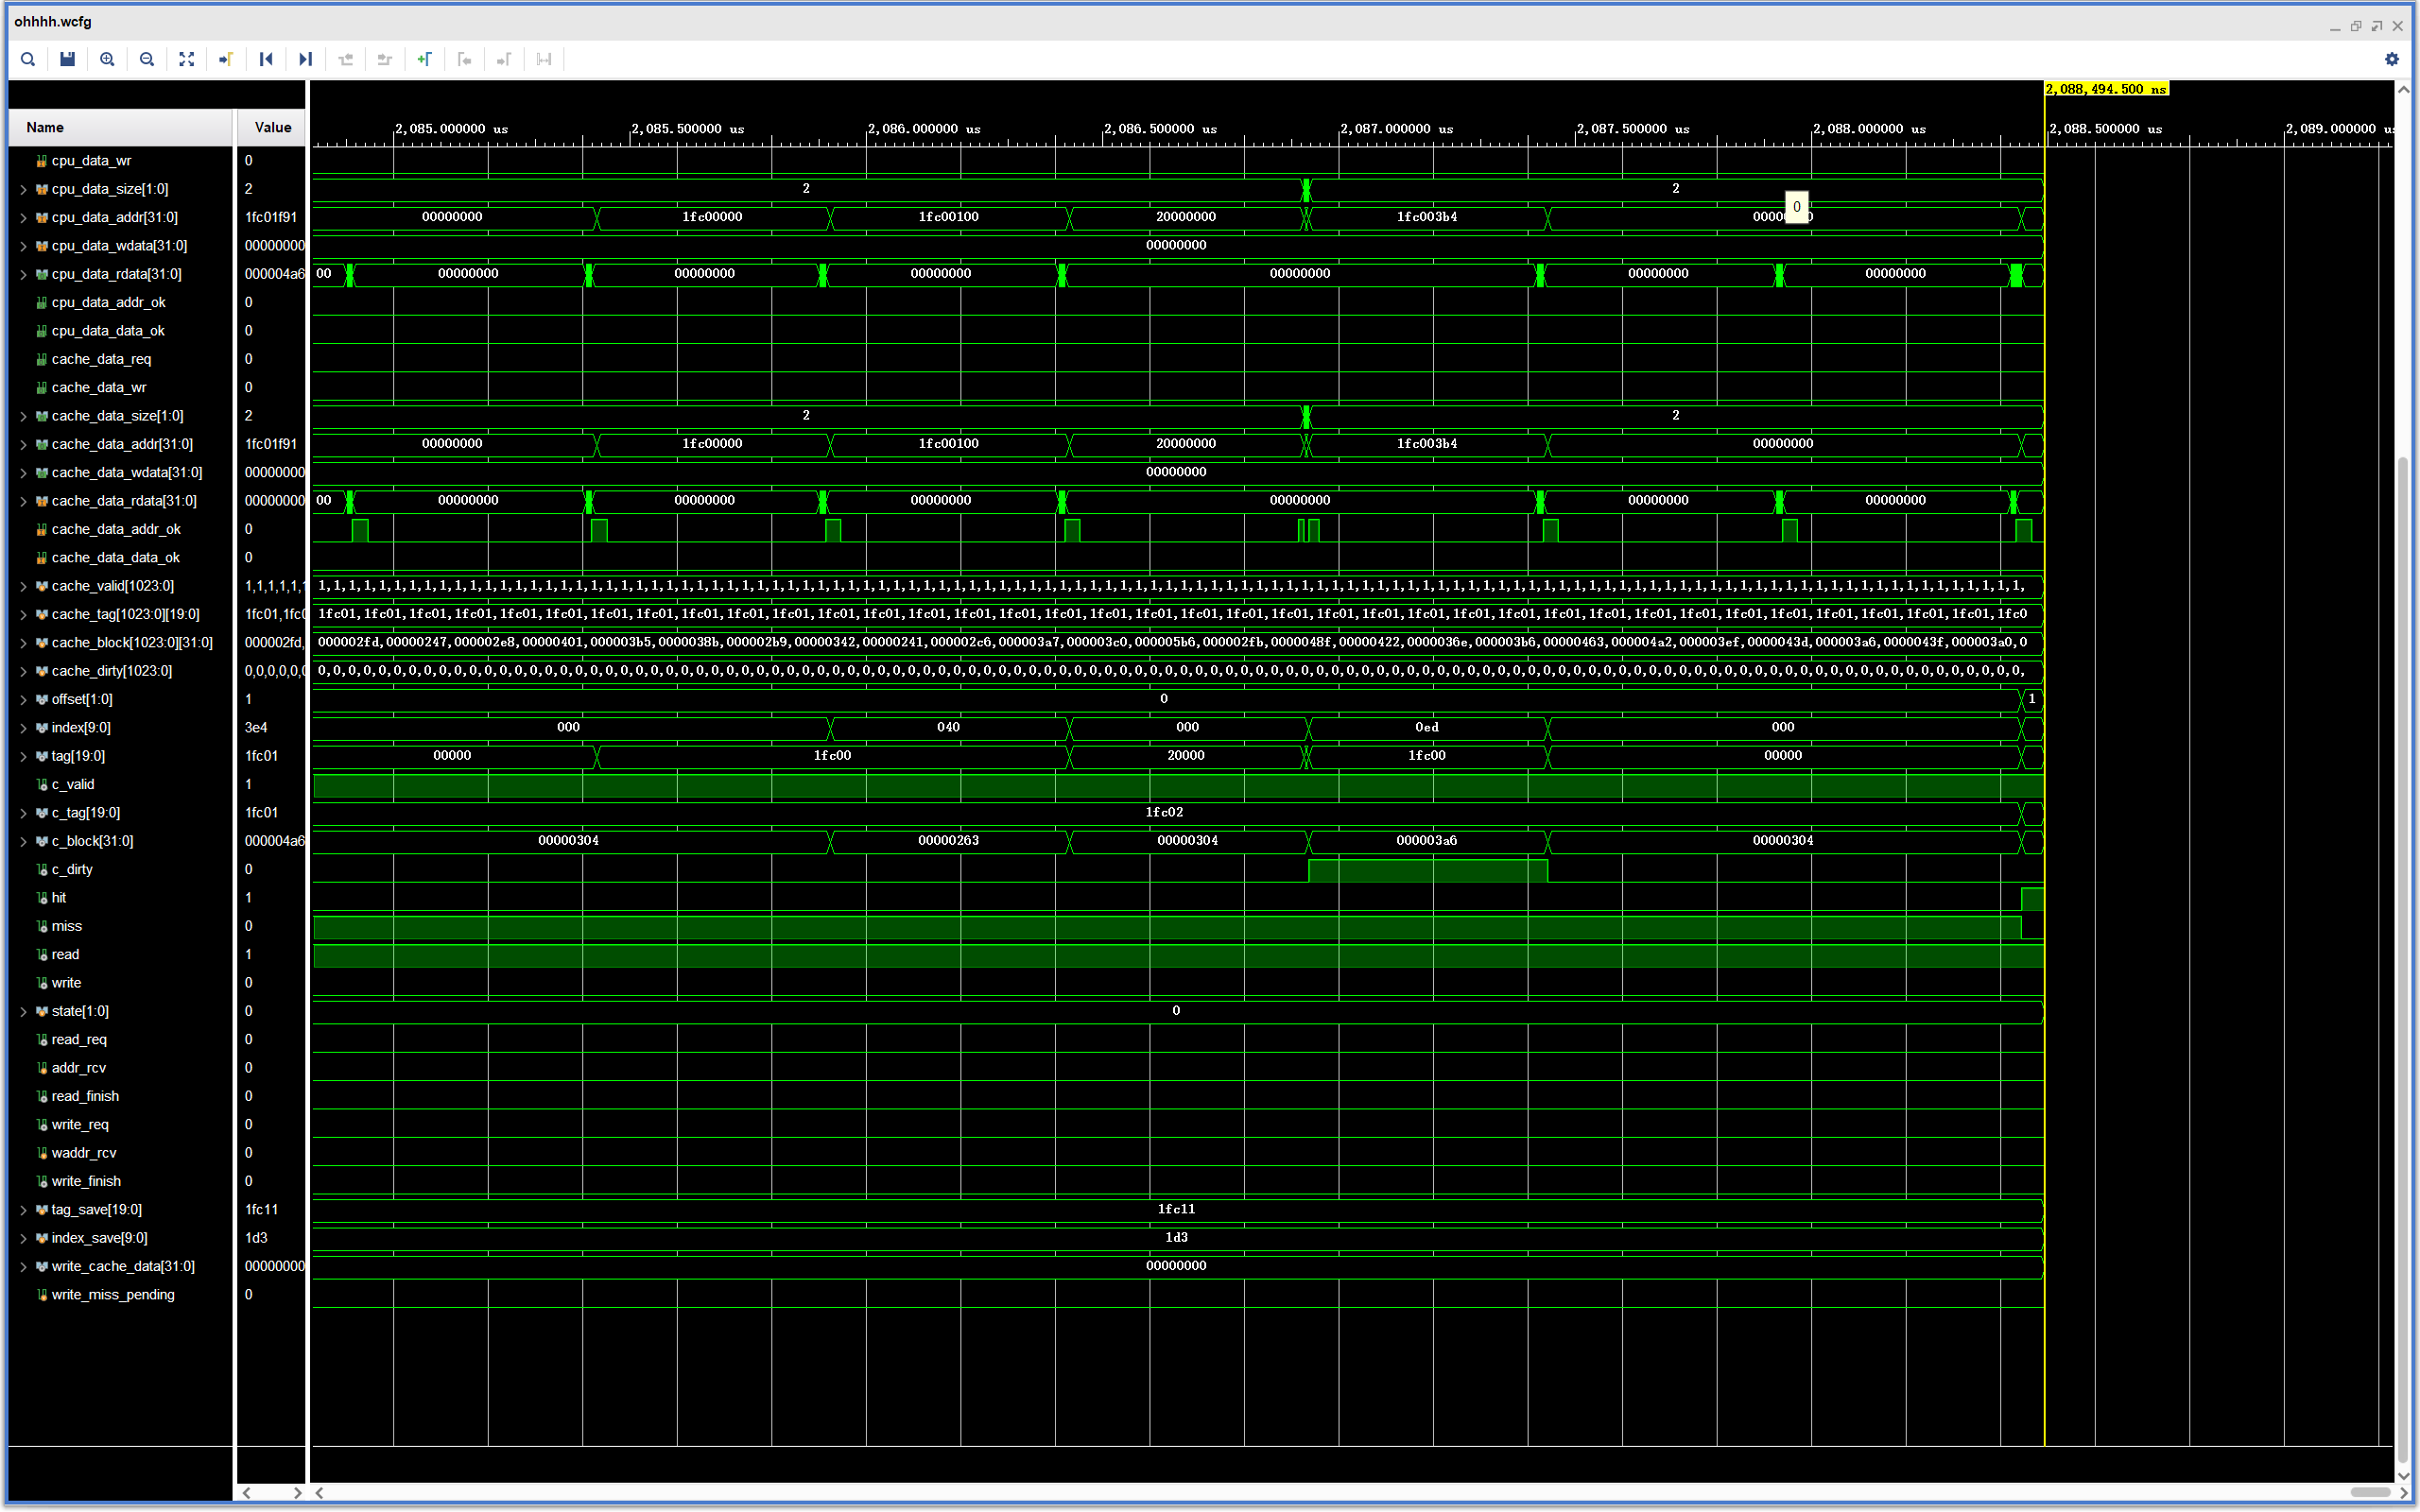 ohhhh.wcfg
2,088,494.500 ns
Name Value 2,085.000000 us 2,085.500000 us 2,086.000000 us 2,086.500000 us 2,087.000000 us 2,087.500000 us 2,088.000000 us 2,088.500000 us 2,089.000000 u
cpu_data_wr 0
cpu_data_size[1:0] 2 2 2
cpu_data_addr[31:0] 1fc01f91 00000000 1fc00000 1fc00100 20000000 1fc003b4 0000 0
0
cpu_data_wdata[31:0] 00000000 00000000
cpu_data_rdata[31:0] 000004a6 00 00000000 00000000 00000000 00000000 00000000 00000000
cpu_data_addr_ok 0
cpu_data_data_ok 0
cache_data_req 0
cache_data_wr 0
cache_data_size[1:0] 2 2 2
cache_data_addr[31:0] 1fc01f91 00000000 1fc00000 1fc00100 20000000 1fc003b4 00000000
cache_data_wdata[31:0] 00000000 00000000
cache_data_rdata[31:0] 00000000 00 00000000 00000000 00000000 00000000 00000000 00000000
cache_data_addr_ok 0
cache_data_data_ok 0
cache_valid[1023:0] 1,1,1,1,1,1 1,1,1,1,1,1,1,1,1,1,1,1,1,1,1,1,1,1,1,1,1,1,1,1,1,1,1,1,1,1,1,1,1,1,1,1,1,1,1,1,1,1,1,1,1,1,1,1,1,1,1,1,1,1,1,1,1,1,1,1,1,1,1,1,1,1,1,1,1,1,1,1,1,1,1,1,1,1,1,1,1,1,1,1,1,1,1,1,1,1,1,1,1,1,1,1,1,1,1,1,1,1,1,1,1,1,1,1,1,1,1,1,1,
cache_tag[1023:0][19:0] 1fc01,1fc0 1fc01,1fc01,1fc01,1fc01,1fc01,1fc01,1fc01,1fc01,1fc01,1fc01,1fc01,1fc01,1fc01,1fc01,1fc01,1fc01,1fc01,1fc01,1fc01,1fc01,1fc01,1fc01,1fc01,1fc01,1fc01,1fc01,1fc01,1fc01,1fc01,1fc01,1fc01,1fc01,1fc01,1fc01,1fc01,1fc01,1fc01,1fc0
cache_block[1023:0][31:0] 000002fd, 000002fd,00000247,000002e8,00000401,000003b5,0000038b,000002b9,00000342,00000241,000002c6,000003a7,000003c0,000005b6,000002fb,0000048f,00000422,0000036e,000003b6,00000463,000004a2,000003ef,0000043d,000003a6,0000043f,000003a0,0
cache_dirty[1023:0] 0,0,0,0,0,0 0,0,0,0,0,0,0,0,0,0,0,0,0,0,0,0,0,0,0,0,0,0,0,0,0,0,0,0,0,0,0,0,0,0,0,0,0,0,0,0,0,0,0,0,0,0,0,0,0,0,0,0,0,0,0,0,0,0,0,0,0,0,0,0,0,0,0,0,0,0,0,0,0,0,0,0,0,0,0,0,0,0,0,0,0,0,0,0,0,0,0,0,0,0,0,0,0,0,0,0,0,0,0,0,0,0,0,0,0,0,0,0,0,
offset[1:0] 1 0 1
index[9:0] 3e4 000 040 000 0ed 000
tag[19:0] 1fc01 00000 1fc00 20000 1fc00 00000
c_valid 1
c_tag[19:0] 1fc01 1fc02
c_block[31:0] 000004a6 00000304 00000263 00000304 000003a6 00000304
c_dirty 0
hit 1
miss 0
read 1
write 0
state[1:0] 0 0
read_req 0
addr_rcv 0
read_finish 0
write_req 0
waddr_rcv 0
write_finish 0
tag_save[19:0] 1fc11 1fc11
index_save[9:0] 1d3 1d3
write_cache_data[31:0] 00000000 00000000
write_miss_pending 0